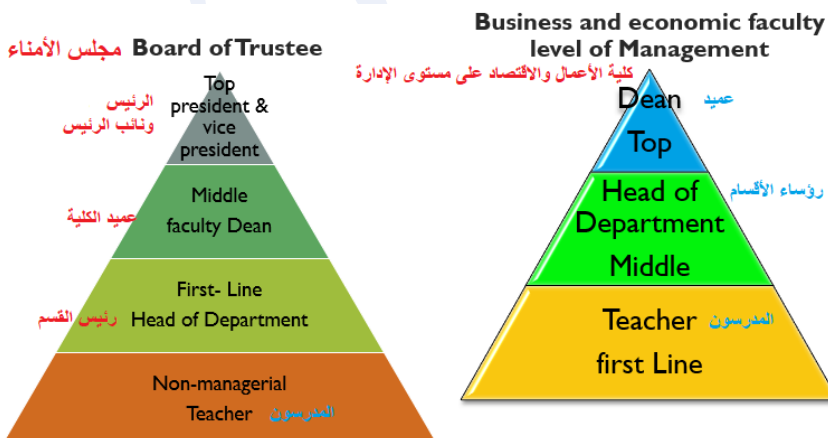 مجلس الأمناء Board of Trustee
Top
president &
vice
president
الرئيس
ونائب الرئيس
Middle
faculty Dean
عميد الكلية
First- Line
Head of Department
رئيس القسم
Non-managerial
Teacher المدرسون
Business and economic faculty
level of Management
كلية الأعمال والاقتصاد على مستوى الإدارة
Dean عميد
Top
Head of
Department
رؤساء الأقسام
Middle
Teacher المدرسون
first Line